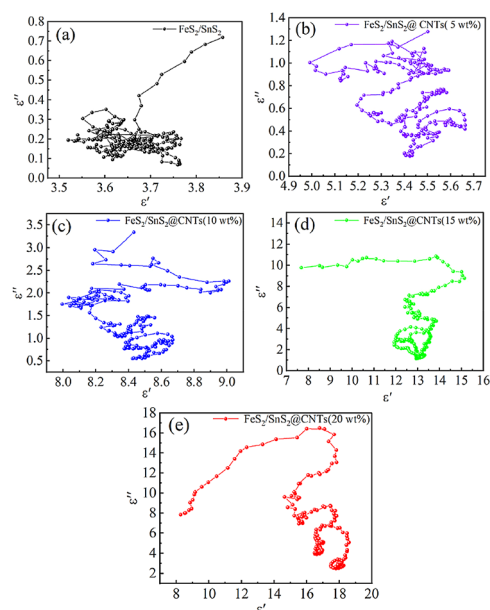 (a)
FeS₂/SnS₂
0.8
0.7
0.6
0.5
0.4
0.3
0.2
0.1
0.0
3.5 3.6 3.7 3.8 3.9
ε′
ε″
(b)
FeS₂/SnS₂@ CNTs( 5 wt%)
1.4
1.2
1.0
0.8
0.6
0.4
0.2
0.0
4.9 5.0 5.1 5.2 5.3 5.4 5.5 5.6 5.7
ε′
ε″
(c)
FeS₂/SnS₂@CNTs(10 wt%)
3.5
3.0
2.5
2.0
1.5
1.0
0.5
8.0 8.2 8.4 8.6 8.8 9.0
ε′
ε″
(d)
FeS₂/SnS₂@CNTs(15 wt%)
16
14
12
10
8
6
4
2
0
7 8 9 10 11 12 13 14 15 16
ε′
ε″
(e)
FeS₂/SnS₂@CNTs(20 wt%)
18
16
14
12
10
8
6
4
2
8 10 12 14 16 18 20
ε′
ε″